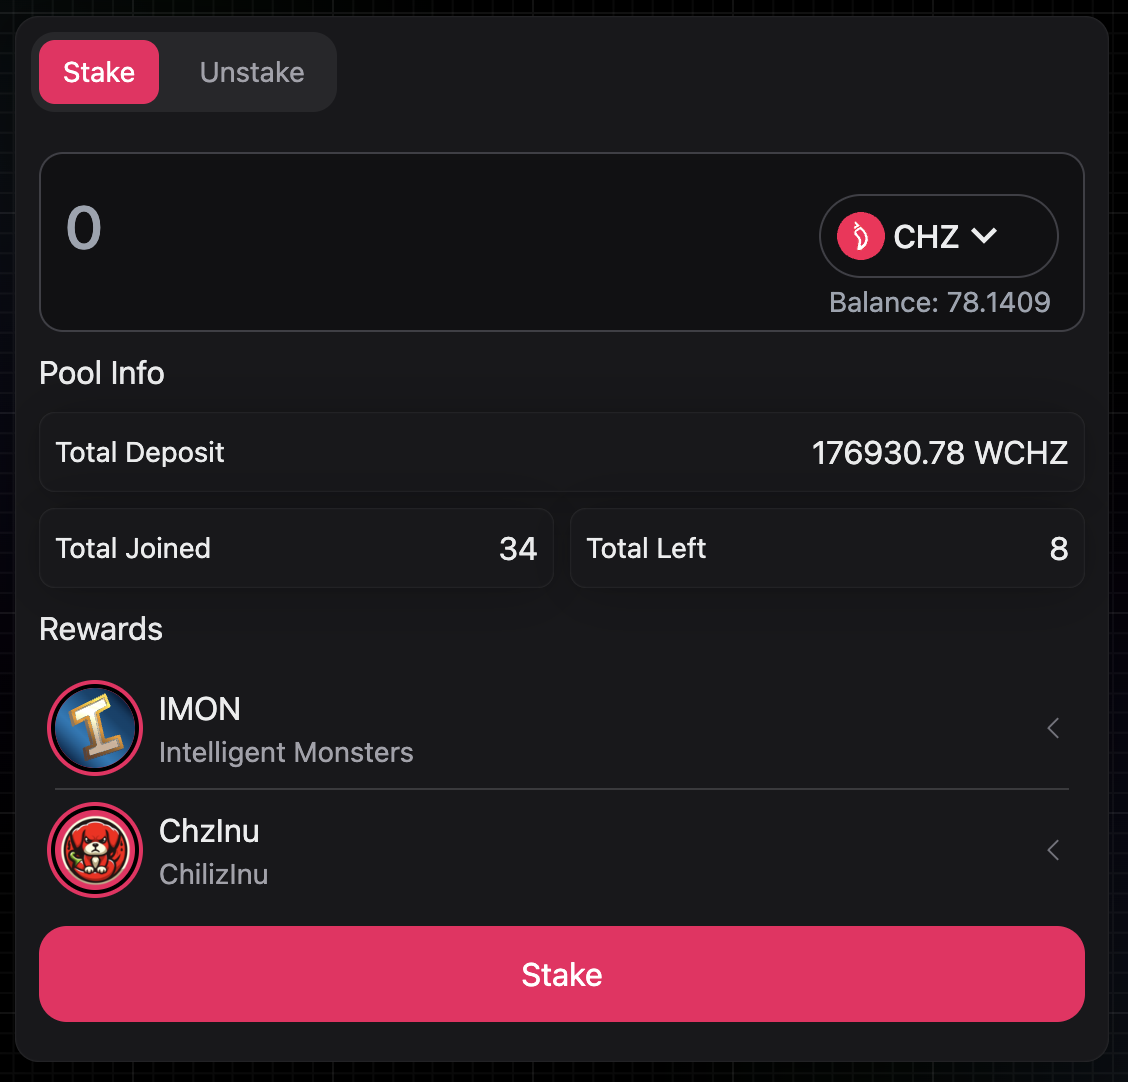 Stake
Unstake
0
CHZ
Balance: 78.1409
Pool Info
Total Deposit
176930.78 WCHZ
Total Joined
34
Total Left
8
Rewards
I
IMON
Intelligent Monsters
ChzInu
ChilizInu
Stake